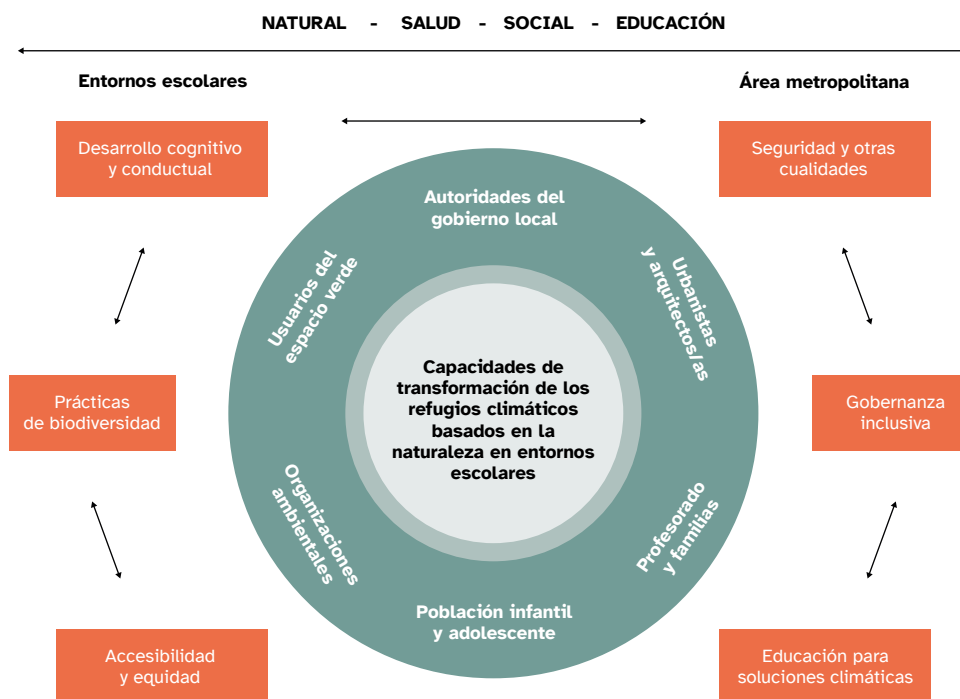 NATURAL - SALUD - SOCIAL - EDUCACIÓN
Entornos escolares
Área metropolitana
Desarrollo cognitivo
y conductual
Seguridad y otras
cualidades
Autoridades del
gobierno local
Usuarios del
espacio verde
Urbanistas
y arquitectos/as
Capacidades de
transformación de los
refugios climáticos
basados en la
naturaleza en entornos
escolares
Prácticas
de biodiversidad
Gobernanza
inclusiva
Organizaciones
ambientales
Profesorado
y familias
Población infantil
y adolescente
Accesibilidad
y equidad
Educación para
soluciones climáticas